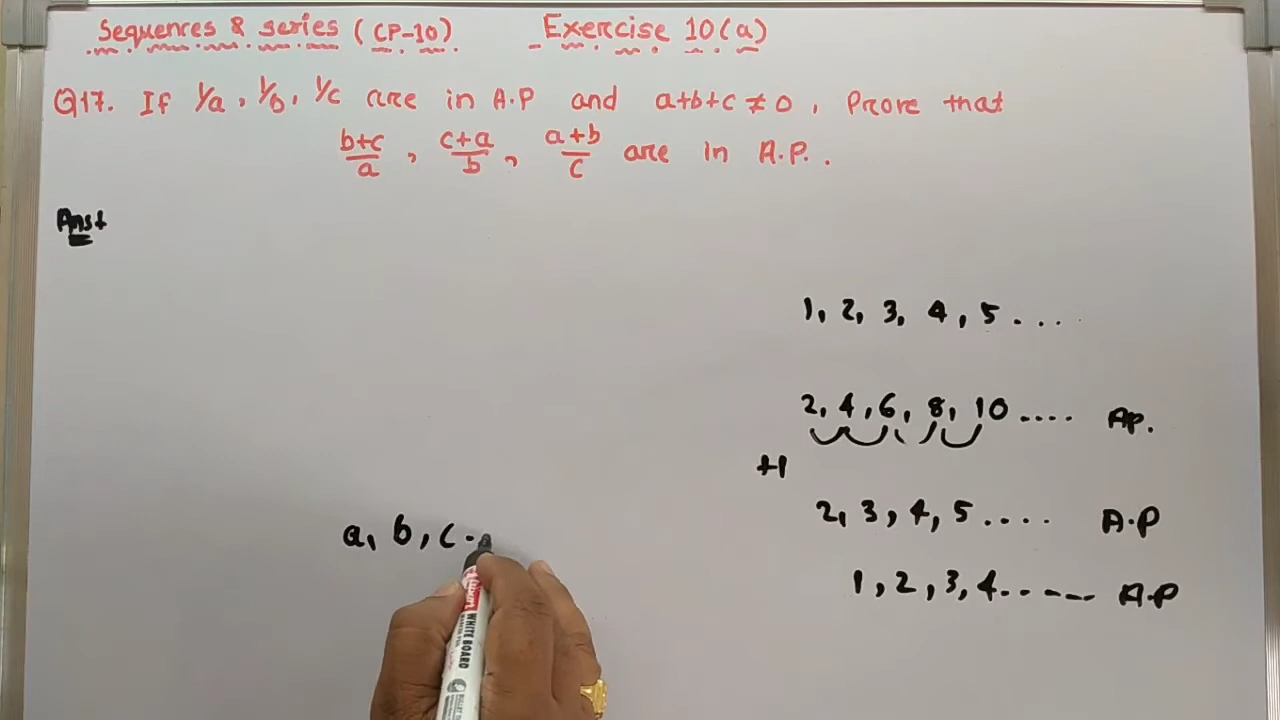 Sequences & series (CP-10). Exercise 10(a)
Q17. If 1/a, 1/b, 1/c are in A.P and a+b+c ≠ 0, Prove that
b+c/a, c+a/b, a+b/c are in A.P.
Ans:
1, 2, 3, 4, 5 ...
2, 4, 6, 8, 10 .... AP.
+1
2, 3, 4, 5 .... A.P
a, b, c ..
1, 2, 3, 4 ...... A.P
WHITE BOARD